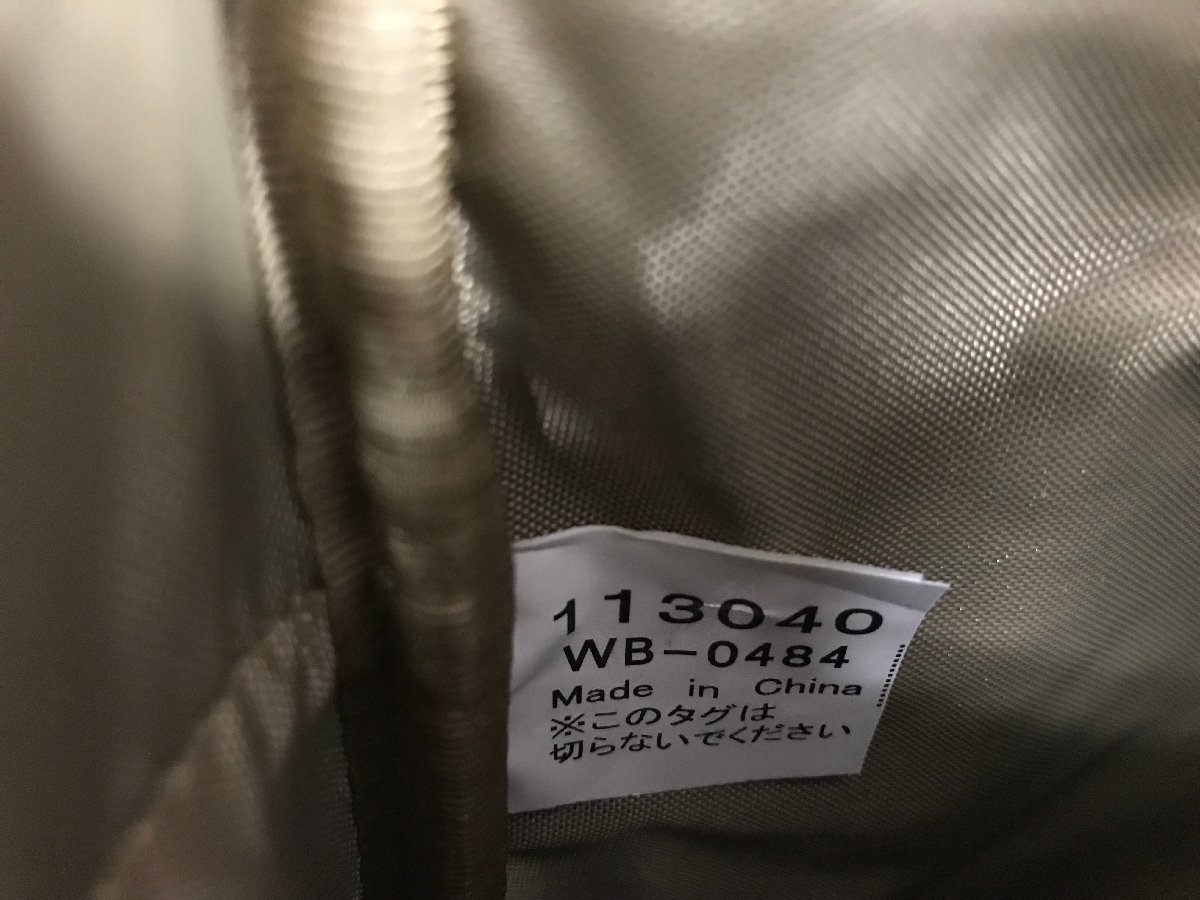 113040
WB-0484
Made in China
※このタグは
切らないでください